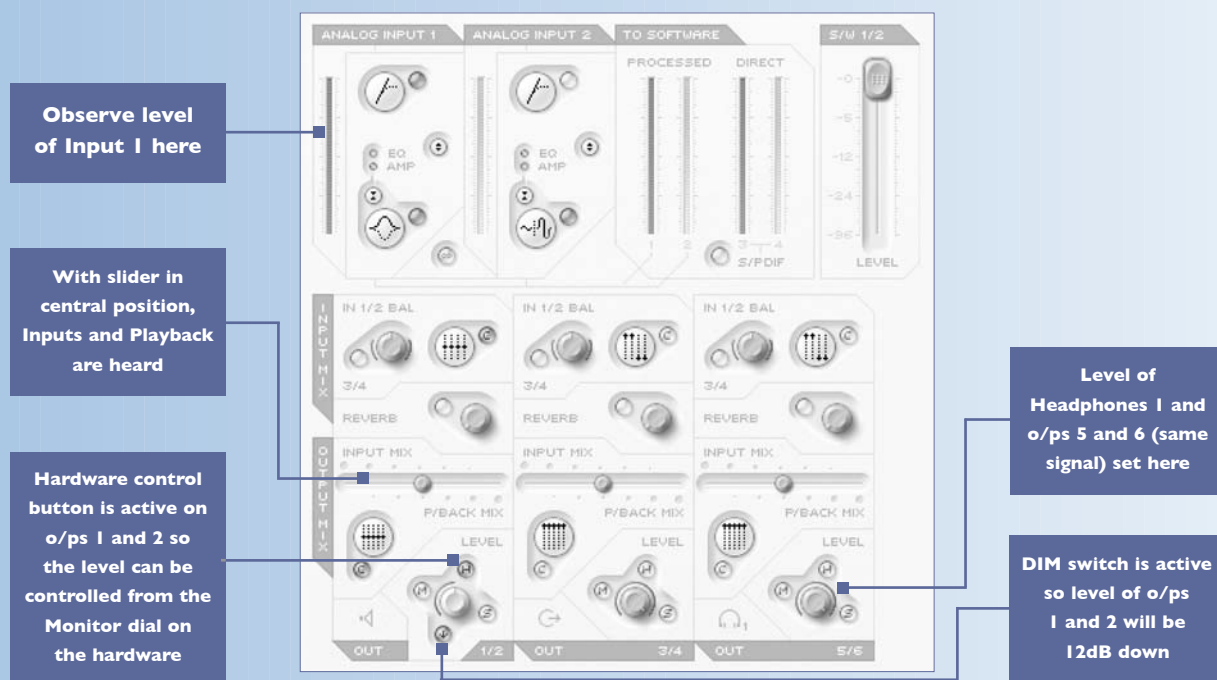 ANALOG INPUT 1
ANALOG INPUT 2
TO SOFTWARE
S/W 1/2
PROCESSED
DIRECT
-0
-5
-12
-24
-36
EQ
AMP
EQ
AMP
1
2
3
4
S/PDIF
LEVEL
Observe level
of Input 1 here
With slider in
central position,
Inputs and Playback
are heard
Hardware control
button is active on
o/ps 1 and 2 so
the level can be
controlled from the
Monitor dial on
the hardware
INPUT MIX
IN 1/2 BAL
IN 1/2 BAL
IN 1/2 BAL
C
C
C
3/4
3/4
3/4
REVERB
REVERB
REVERB
OUTPUT MIX
INPUT MIX
INPUT MIX
INPUT MIX
P/BACK MIX
P/BACK MIX
P/BACK MIX
LEVEL
LEVEL
LEVEL
C
H
M
S
C
H
M
S
C
H
M
S
1
OUT
1/2
OUT
3/4
OUT
5/6
Level of
Headphones 1 and
o/ps 5 and 6 (same
signal) set here
DIM switch is active
so level of o/ps
1 and 2 will be
12dB down